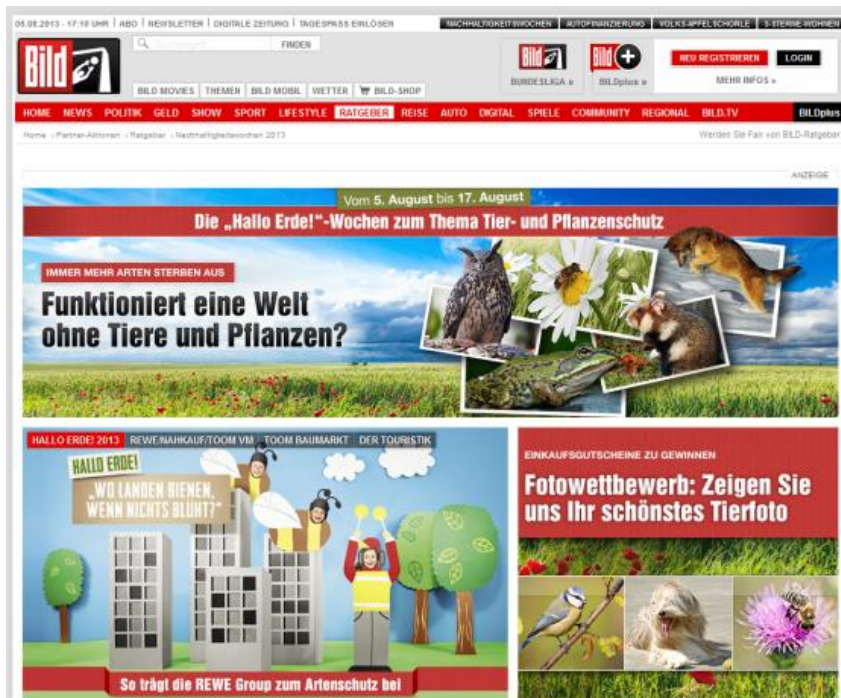 05.08.2013 - 17:10 UHR | ABO | NEWSLETTER | DIGITALE ZEITUNG | TAGESPASS EINLÖSEN
NACHHALTIGKEITSWOCHEN AUTOFINANZIERUNG VOLKS-APFELSCHORLE 3-STERNE-WOHNEN
Bild
FINDEN
BILD MOVIES THEMEN BILD MOBIL WETTER BILD-SHOP
Bild
BUNDESLIGA »
Bild +
BILDplus »
NEU REGISTRIEREN LOGIN
MEHR INFOS »
HOME NEWS POLITIK GELD SHOW SPORT LIFESTYLE RATGEBER REISE AUTO DIGITAL SPIELE COMMUNITY REGIONAL BILD.TV BILDplus
Home › Partner-Aktionen › Ratgeber › Nachhaltigkeitswochen 2013
Werden Sie Fan von BILD-Ratgeber
ANZEIGE
Vom 5. August bis 17. August
Die „Hallo Erde!"-Wochen zum Thema Tier- und Pflanzenschutz
IMMER MEHR ARTEN STERBEN AUS
Funktioniert eine Welt
ohne Tiere und Pflanzen?
HALLO ERDE! 2013 REWE/NAHKAUF/TOOM VM TOOM BAUMARKT DER TOURISTIK
HALLO ERDE!
„WO LANDEN BIENEN,
WENN NICHTS BLÜHT?"
So trägt die REWE Group zum Artenschutz bei
EINKAUFSGUTSCHEINE ZU GEWINNEN
Fotowettbewerb: Zeigen Sie
uns Ihr schönstes Tierfoto